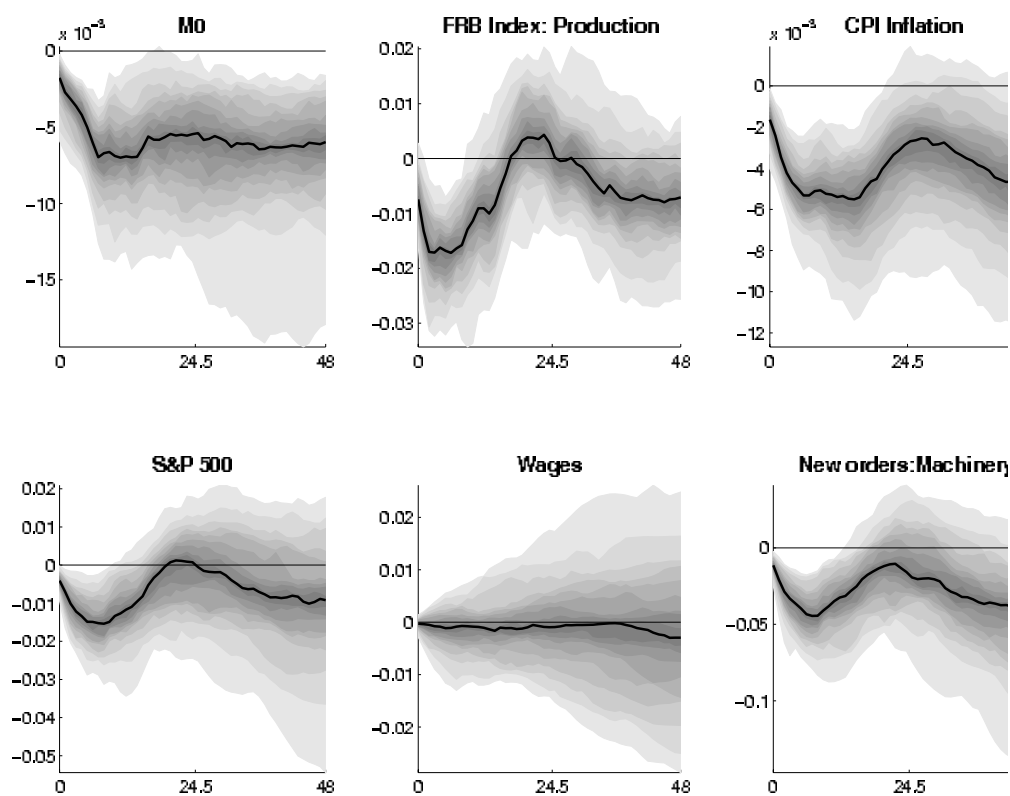 M0
x 10⁻³
0
−5
−10
−15
0 24.5 48
FRB Index: Production
0.02
0.01
0
−0.01
−0.02
−0.03
0 24.5 48
CPI Inflation
x 10⁻³
0
−2
−4
−6
−8
−10
−12
0 24.5
S&P 500
0.02
0.01
0
−0.01
−0.02
−0.03
−0.04
−0.05
0 24.5 48
Wages
0.02
0.01
0
−0.01
−0.02
0 24.5 48
New orders:Machinery
0
−0.05
−0.1
0 24.5